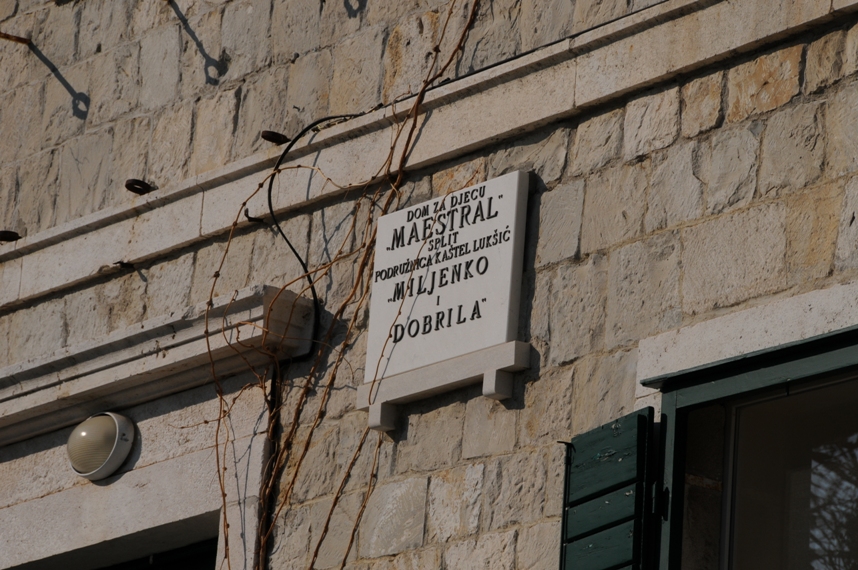 DOM ZA DJECU
„MAESTRAL"
SPLIT
PODRUŽNICA KAŠTEL LUKŠIĆ
„MILJENKO
I
DOBRILA"